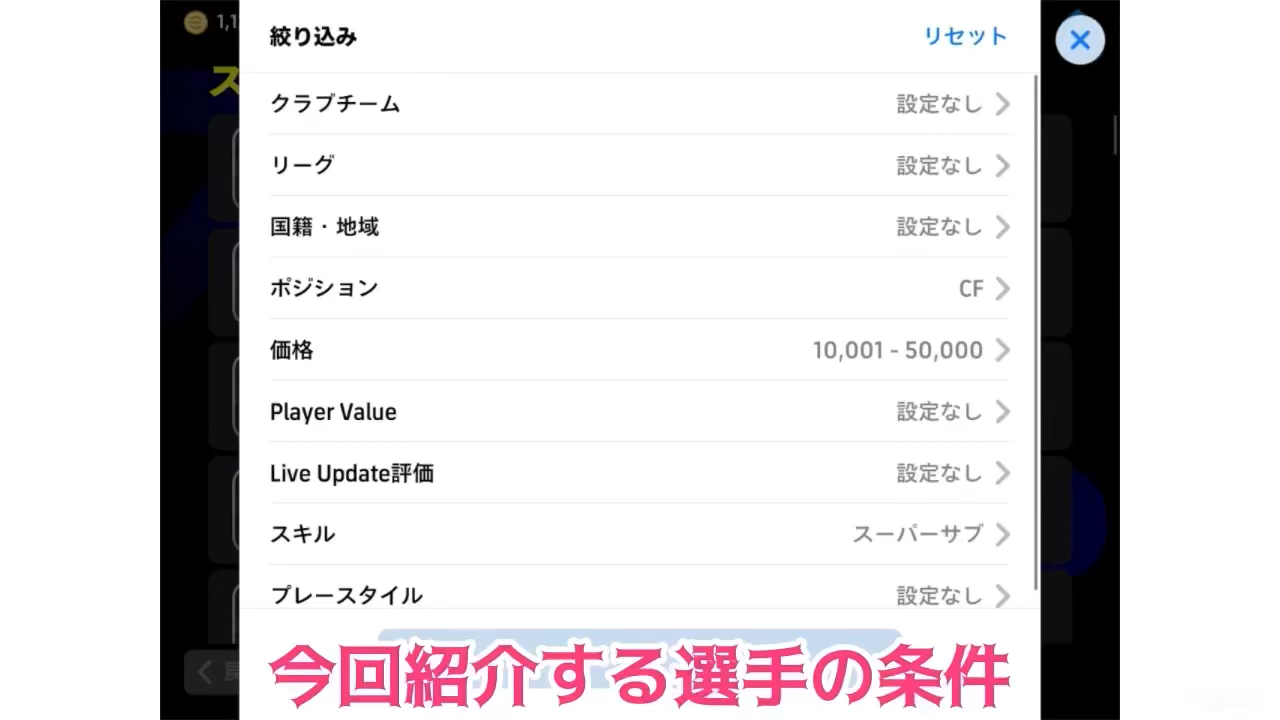 絞り込み
リセット
クラブチーム 設定なし
リーグ 設定なし
国籍・地域 設定なし
ポジション CF
価格 10,001 - 50,000
Player Value 設定なし
Live Update評価 設定なし
スキル スーパーサブ
プレースタイル 設定なし
今回紹介する選手の条件